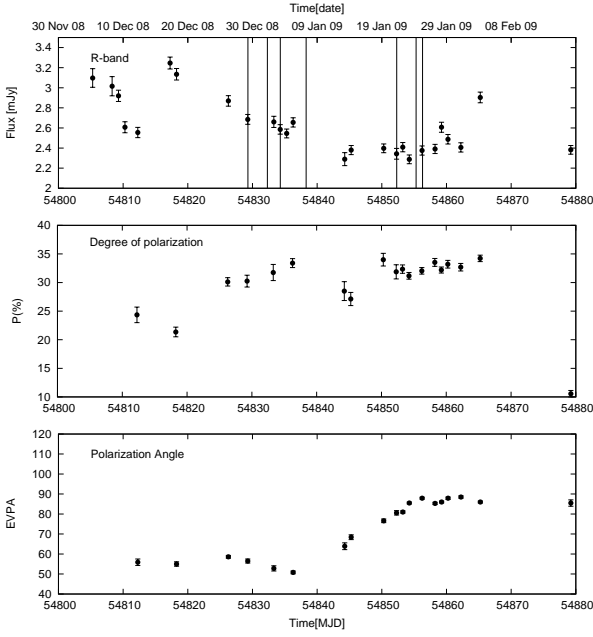 Time[date]
30 Nov 08 10 Dec 08 20 Dec 08 30 Dec 08 09 Jan 09 19 Jan 09 29 Jan 09 08 Feb 09
R-band
Flux [mJy]
3.4
3.2
3
2.8
2.6
2.4
2.2
2
54800 54810 54820 54830 54840 54850 54860 54870 54880
Degree of polarization
P(%)
40
35
30
25
20
15
10
54800 54810 54820 54830 54840 54850 54860 54870 54880
Polarization Angle
EVPA
120
110
100
90
80
70
60
50
40
54800 54810 54820 54830 54840 54850 54860 54870 54880
Time[MJD]